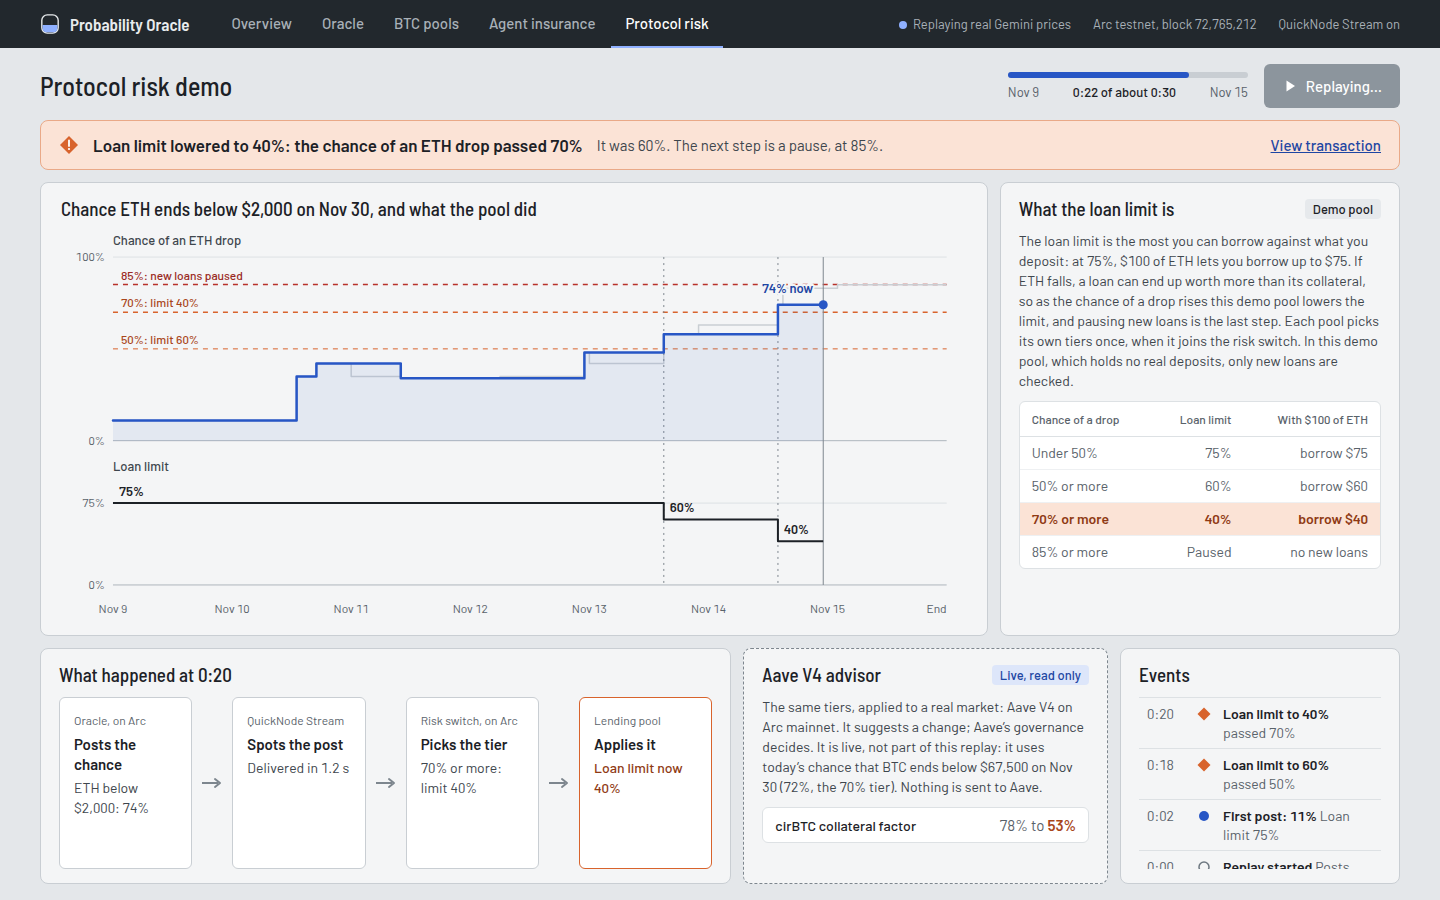 Probability Oracle
Overview
Oracle
BTC pools
Agent insurance
Protocol risk
Replaying real Gemini prices
Arc testnet, block 72,765,212
QuickNode Stream on
Protocol risk demo
Nov 9
0:22 of about 0:30
Nov 15
Replaying...
Loan limit lowered to 40%: the chance of an ETH drop passed 70%
It was 60%. The next step is a pause, at 85%.
View transaction
Chance ETH ends below $2,000 on Nov 30, and what the pool did
Chance of an ETH drop
100%
85%: new loans paused
74% now
70%: limit 40%
50%: limit 60%
0%
Loan limit
75%
75%
60%
40%
0%
Nov 9
Nov 10
Nov 11
Nov 12
Nov 13
Nov 14
Nov 15
End
What the loan limit is
Demo pool
The loan limit is the most you can borrow against what you
deposit: at 75%, $100 of ETH lets you borrow up to $75. If
ETH falls, a loan can end up worth more than its collateral,
so as the chance of a drop rises this demo pool lowers the
limit, and pausing new loans is the last step. Each pool picks
its own tiers once, when it joins the risk switch. In this demo
pool, which holds no real deposits, only new loans are
checked.
Chance of a drop Loan limit With $100 of ETH
Under 50% 75% borrow $75
50% or more 60% borrow $60
70% or more 40% borrow $40
85% or more Paused no new loans
What happened at 0:20
Oracle, on Arc
Posts the
chance
ETH below
$2,000: 74%
QuickNode Stream
Spots the post
Delivered in 1.2 s
Risk switch, on Arc
Picks the tier
70% or more:
limit 40%
Lending pool
Applies it
Loan limit now
40%
Aave V4 advisor
Live, read only
The same tiers, applied to a real market: Aave V4 on
Arc mainnet. It suggests a change; Aave's governance
decides. It is live, not part of this replay: it uses
today's chance that BTC ends below $67,500 on Nov
30 (72%, the 70% tier). Nothing is sent to Aave.
cirBTC collateral factor
78% to 53%
Events
0:20 Loan limit to 40%
passed 70%
0:18 Loan limit to 60%
passed 50%
0:02 First post: 11% Loan
limit 75%
0:00 Replay started Posts